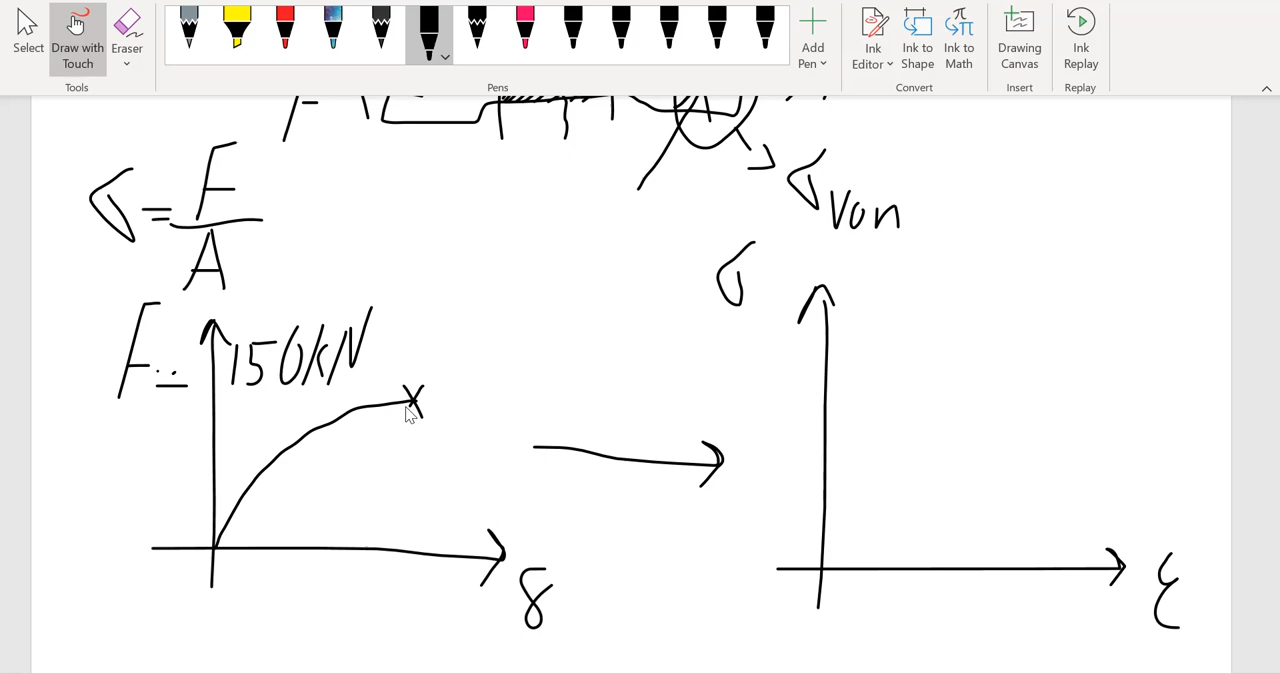 Select
Draw with Touch
Eraser
Tools
Pens
Add Pen
Ink Editor
Ink to Shape
Ink to Math
Convert
Drawing Canvas
Insert
Ink Replay
Replay
F
σ = F
A
σ Von
F = 150kN
δ
σ
ε